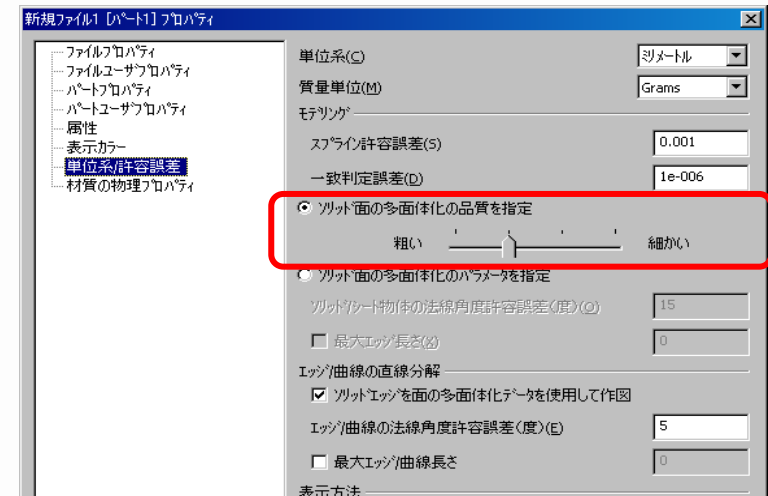 新規ファイル1 [パート1] プロパティ
ファイルプロパティ
ファイルユーザプロパティ
パートプロパティ
パートユーザプロパティ
属性
表示カラー
単位系/許容誤差
材質の物理プロパティ
単位系(C) ミリメートル
質量単位(M) Grams
モデリング
スプライン許容誤差(S) 0.001
一致判定誤差(D) 1e-006
ソリッド面の多面体化の品質を指定
粗い 細かい
ソリッド面の多面体化のパラメータを指定
ソリッド/シート物体の法線角度許容誤差(度)(O) 15
最大エッジ長さ(X) 0
エッジ/曲線の直線分解
ソリッドエッジを面の多面体化データを使用して作図
エッジ/曲線の法線角度許容誤差(度)(E) 5
最大エッジ/曲線長さ 0
表示方法